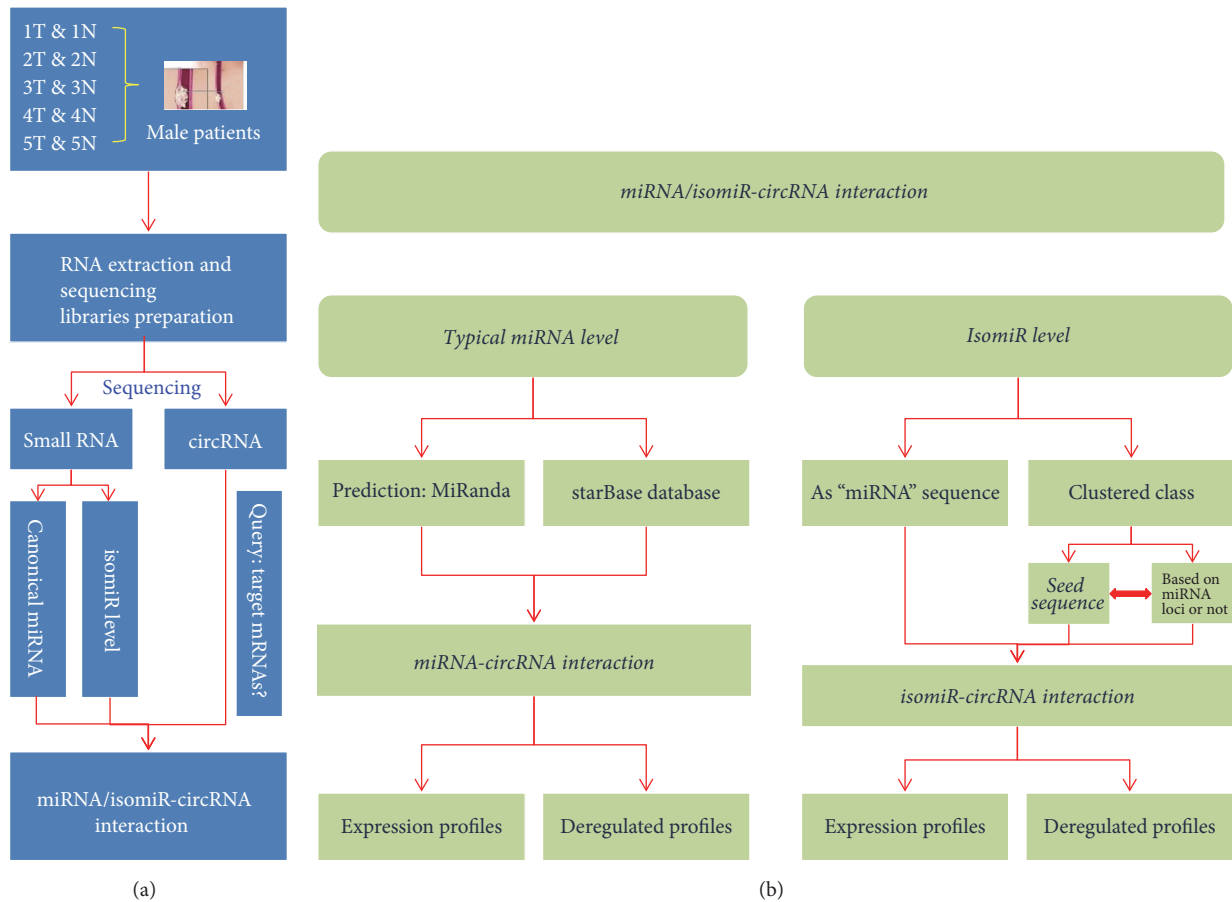 1T & 1N
2T & 2N
3T & 3N
4T & 4N
5T & 5N
Male patients
RNA extraction and
sequencing
libraries preparation
Sequencing
Small RNA
circRNA
Canonical miRNA
isomiR level
Query: target mRNAs?
miRNA/isomiR-circRNA
interaction
(a)
miRNA/isomiR-circRNA interaction
Typical miRNA level
IsomiR level
Prediction: MiRanda
starBase database
As “miRNA” sequence
Clustered class
Seed
sequence
Based on
miRNA
loci or not
miRNA-circRNA interaction
isomiR-circRNA interaction
Expression profiles
Deregulated profiles
Expression profiles
Deregulated profiles
(b)